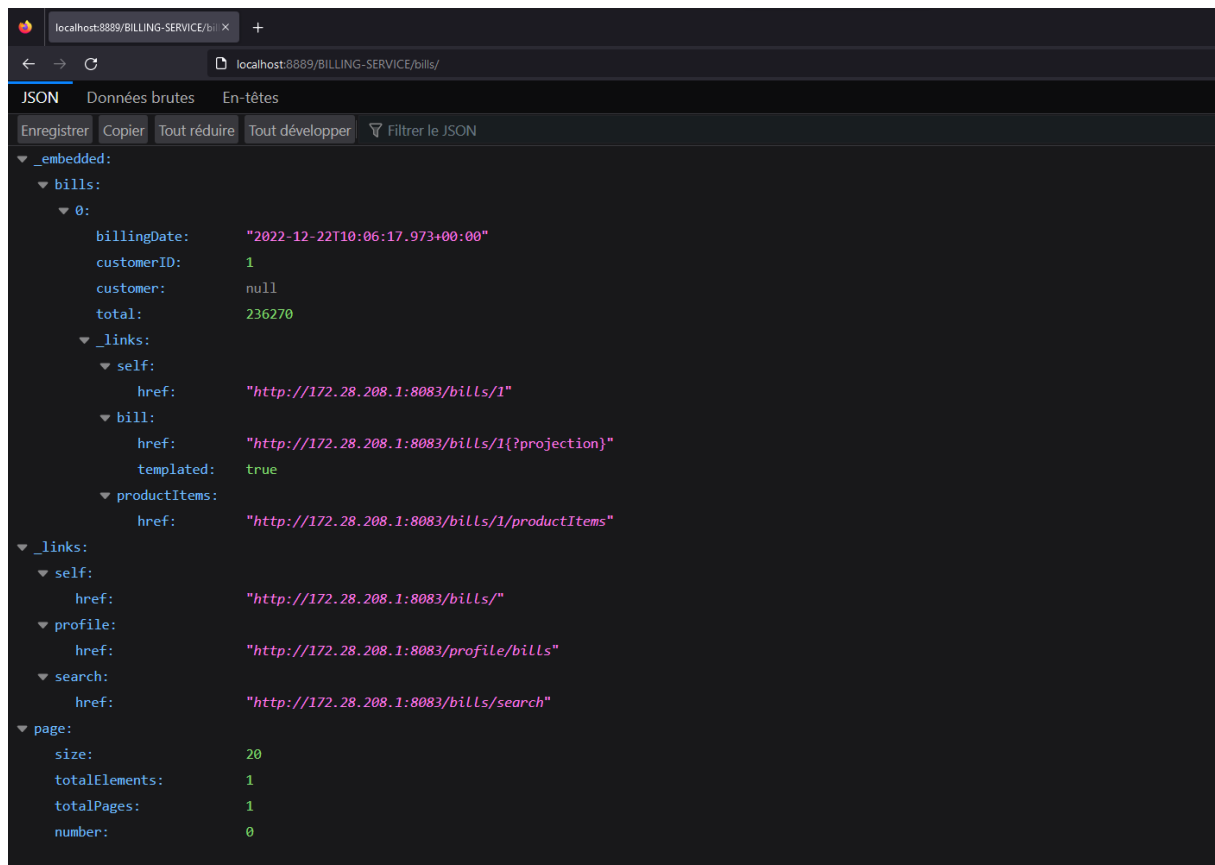 localhost:8889/BILLING-SERVICE/bil
localhost:8889/BILLING-SERVICE/bills/
JSON Données brutes En-têtes
Enregistrer Copier Tout réduire Tout développer Filtrer le JSON
_embedded:
bills:
0:
billingDate: "2022-12-22T10:06:17.973+00:00"
customerID: 1
customer: null
total: 236270
_links:
self:
href: "http://172.28.208.1:8083/bills/1"
bill:
href: "http://172.28.208.1:8083/bills/1{?projection}"
templated: true
productItems:
href: "http://172.28.208.1:8083/bills/1/productItems"
_links:
self:
href: "http://172.28.208.1:8083/bills/"
profile:
href: "http://172.28.208.1:8083/profile/bills"
search:
href: "http://172.28.208.1:8083/bills/search"
page:
size: 20
totalElements: 1
totalPages: 1
number: 0